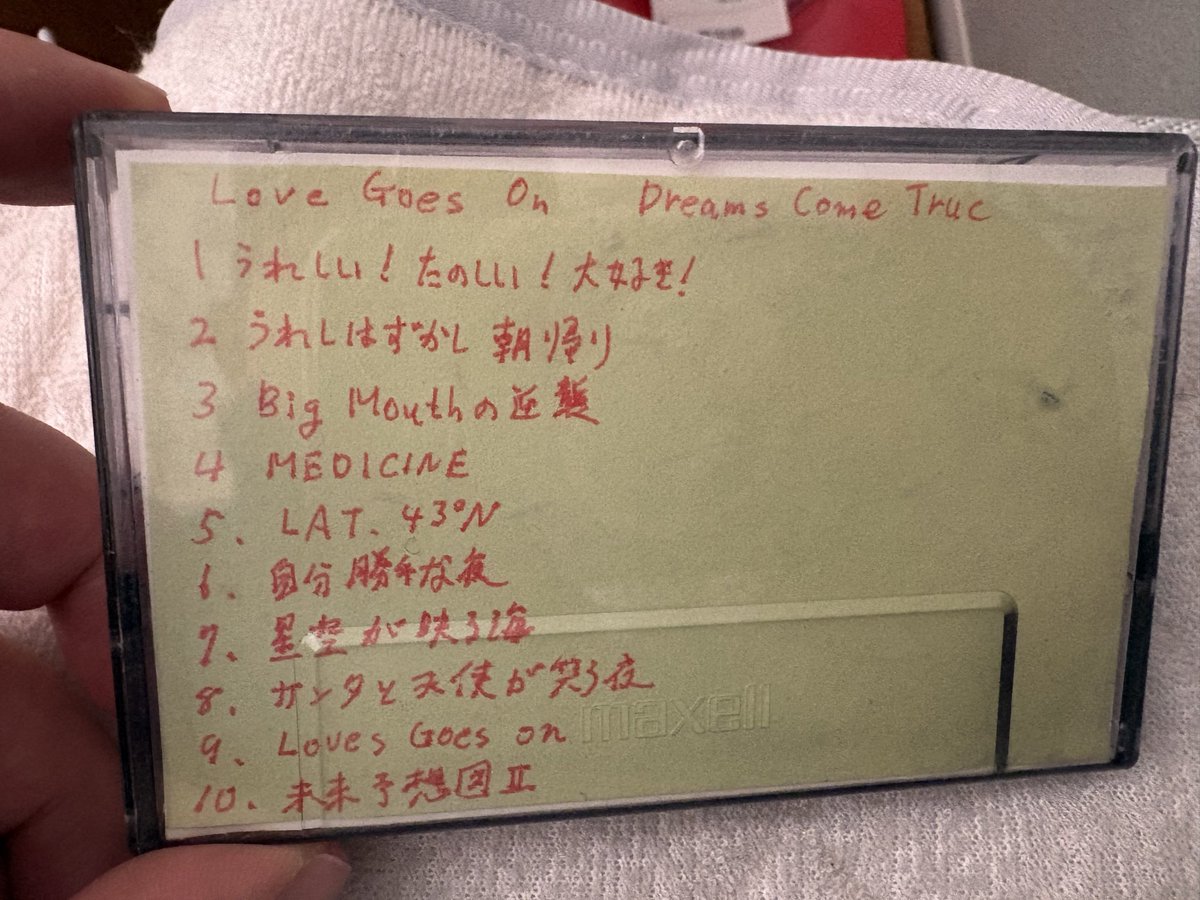 Love Goes On Dreams Come True
1 うれしい!たのしい!大好き!
2 うれしはずかし 朝帰り
3 Big Mouthの逆襲
4 MEDICINE
5. LAT. 43°N
6. 自分勝手な夜
7、星空が映る海
8. サンタと天使が笑う夜
9、Loves Goes on
10. 未来予想図II
maxell